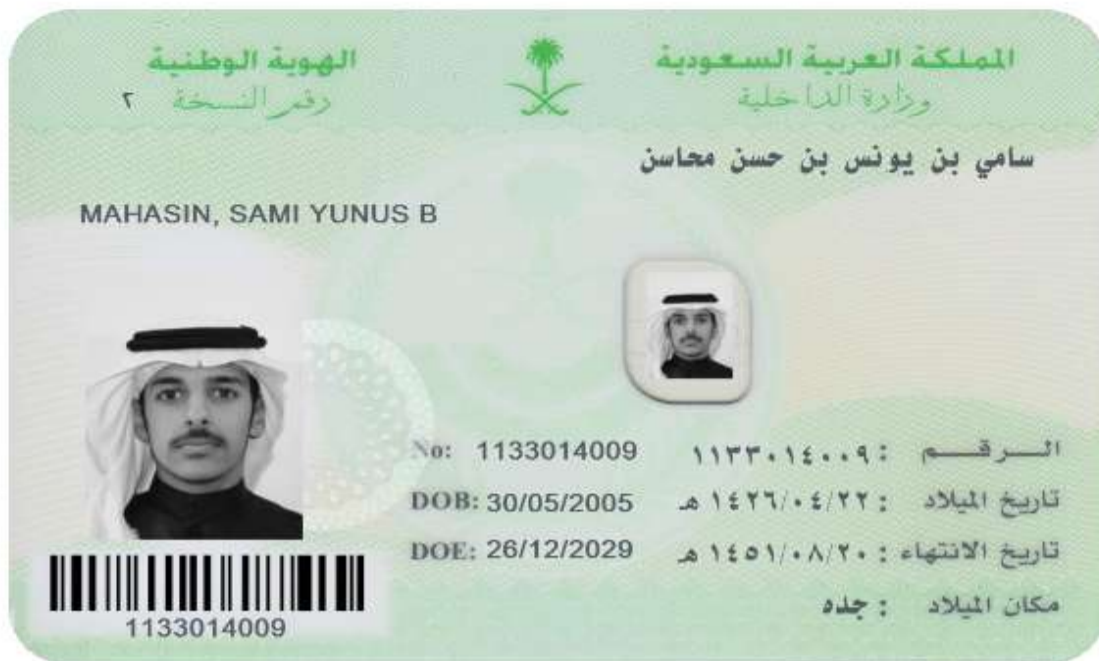 المملكة العربية السعودية
وزارة الداخلية
الهوية الوطنية
رقم النسخة ٢
سامي بن يونس بن حسن محاسن
MAHASIN, SAMI YUNUS B
الرقم : ١١٣٣٠١٤٠٠٩ No: 1133014009
تاريخ الميلاد : ١٤٢٦/٠٤/٢٢ هـ DOB: 30/05/2005
تاريخ الانتهاء : ١٤٥١/٠٨/٢٠ هـ DOE: 26/12/2029
مكان الميلاد : جده
1133014009